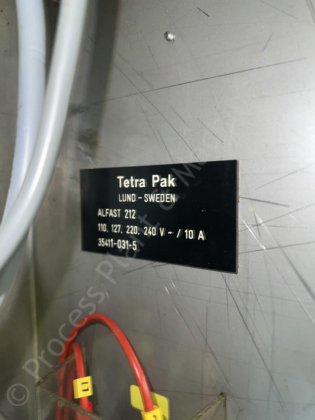 Tetra Pak
LUND - SWEDEN
ALFAST 212
110, 127, 220, 240 V ~ / 10 A
35411-031-5
© Process, Plant & M